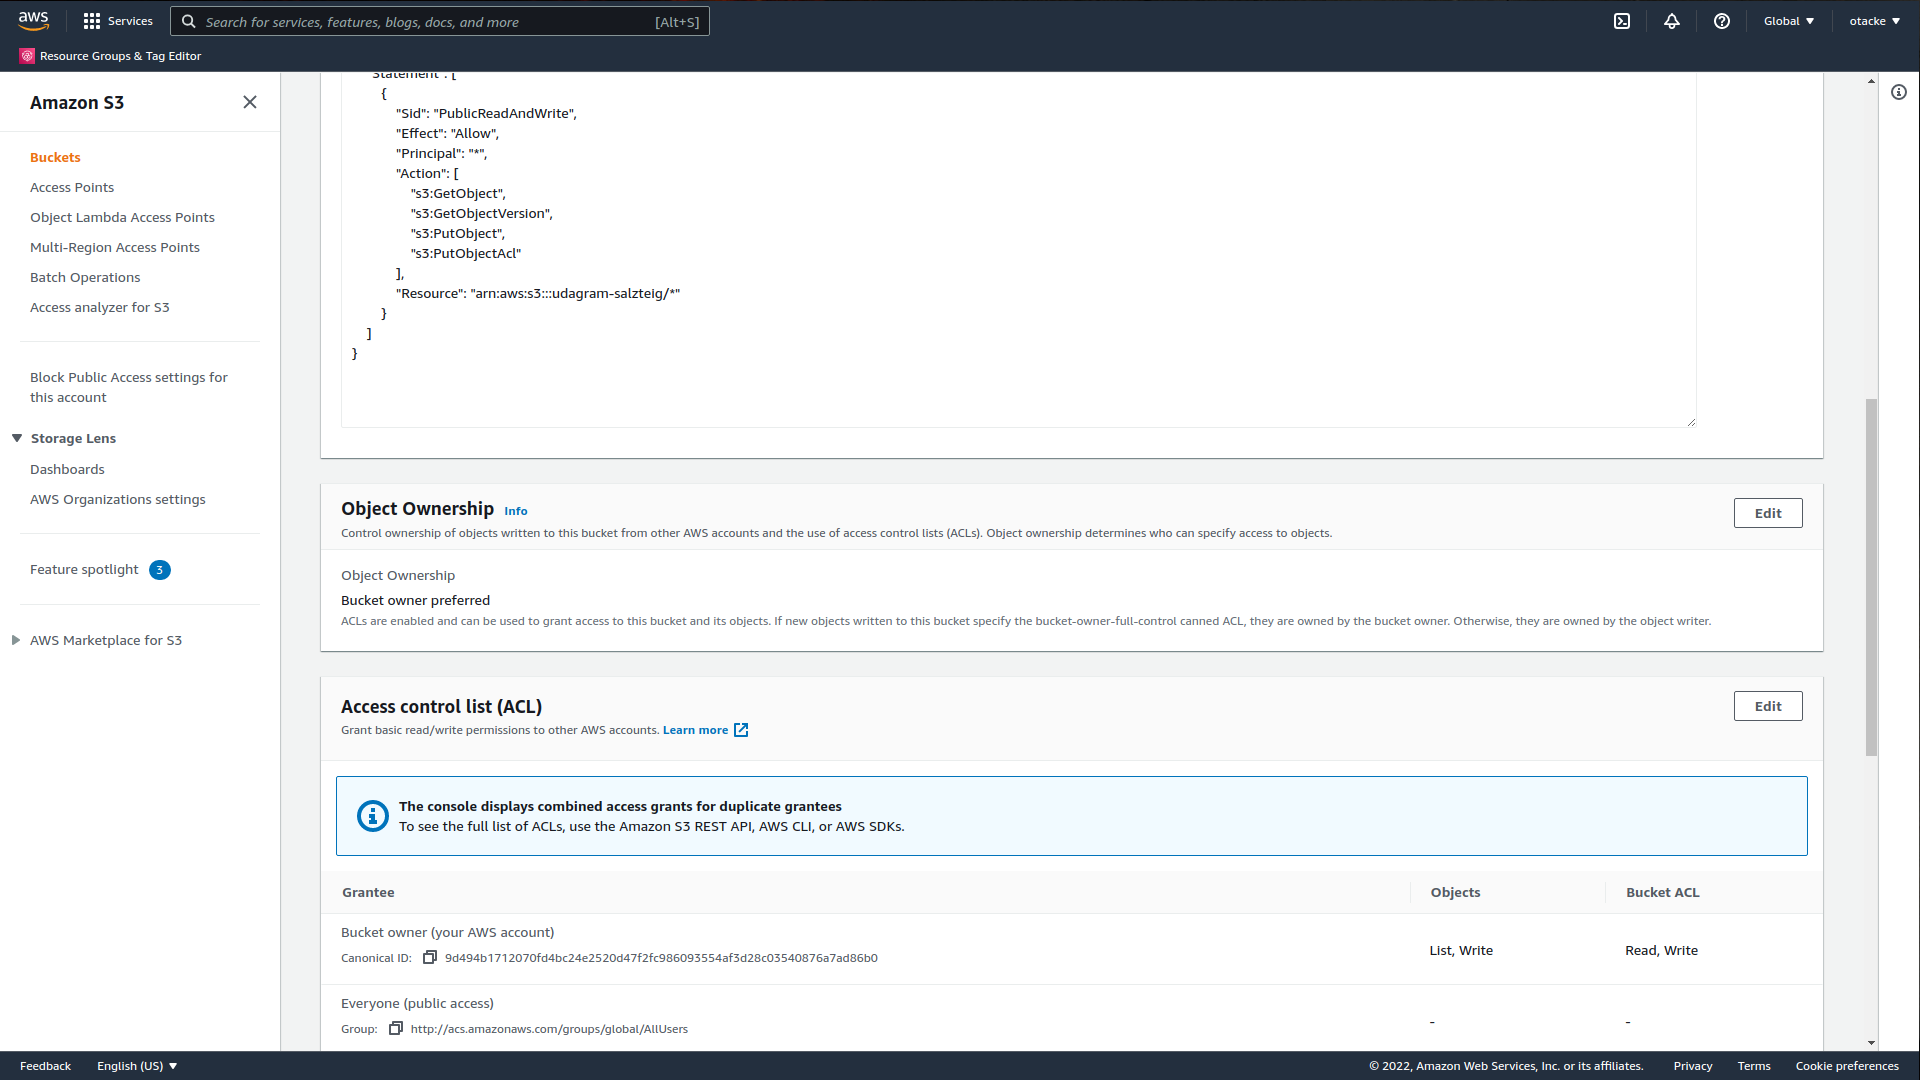 aws
Services
Search for services, features, blogs, docs, and more
[Alt+S]
Global
otacke
Resource Groups & Tag Editor
Amazon S3
Buckets
Access Points
Object Lambda Access Points
Multi-Region Access Points
Batch Operations
Access analyzer for S3
Block Public Access settings for
this account
Storage Lens
Dashboards
AWS Organizations settings
Feature spotlight 3
AWS Marketplace for S3
"Statement": [
{
"Sid": "PublicReadAndWrite",
"Effect": "Allow",
"Principal": "*",
"Action": [
"s3:GetObject",
"s3:GetObjectVersion",
"s3:PutObject",
"s3:PutObjectAcl"
],
"Resource": "arn:aws:s3:::udagram-salzteig/*"
}
]
}
Object Ownership Info
Edit
Control ownership of objects written to this bucket from other AWS accounts and the use of access control lists (ACLs). Object ownership determines who can specify access to objects.
Object Ownership
Bucket owner preferred
ACLs are enabled and can be used to grant access to this bucket and its objects. If new objects written to this bucket specify the bucket-owner-full-control canned ACL, they are owned by the bucket owner. Otherwise, they are owned by the object writer.
Access control list (ACL)
Edit
Grant basic read/write permissions to other AWS accounts. Learn more
The console displays combined access grants for duplicate grantees
To see the full list of ACLs, use the Amazon S3 REST API, AWS CLI, or AWS SDKs.
Grantee Objects Bucket ACL
Bucket owner (your AWS account)
Canonical ID: 9d494b1712070fd4bc24e2520d47f2fc986093554af3d28c03540876a7ad86b0
List, Write Read, Write
Everyone (public access)
Group: http://acs.amazonaws.com/groups/global/AllUsers
- -
Feedback English (US)
© 2022, Amazon Web Services, Inc. or its affiliates. Privacy Terms Cookie preferences